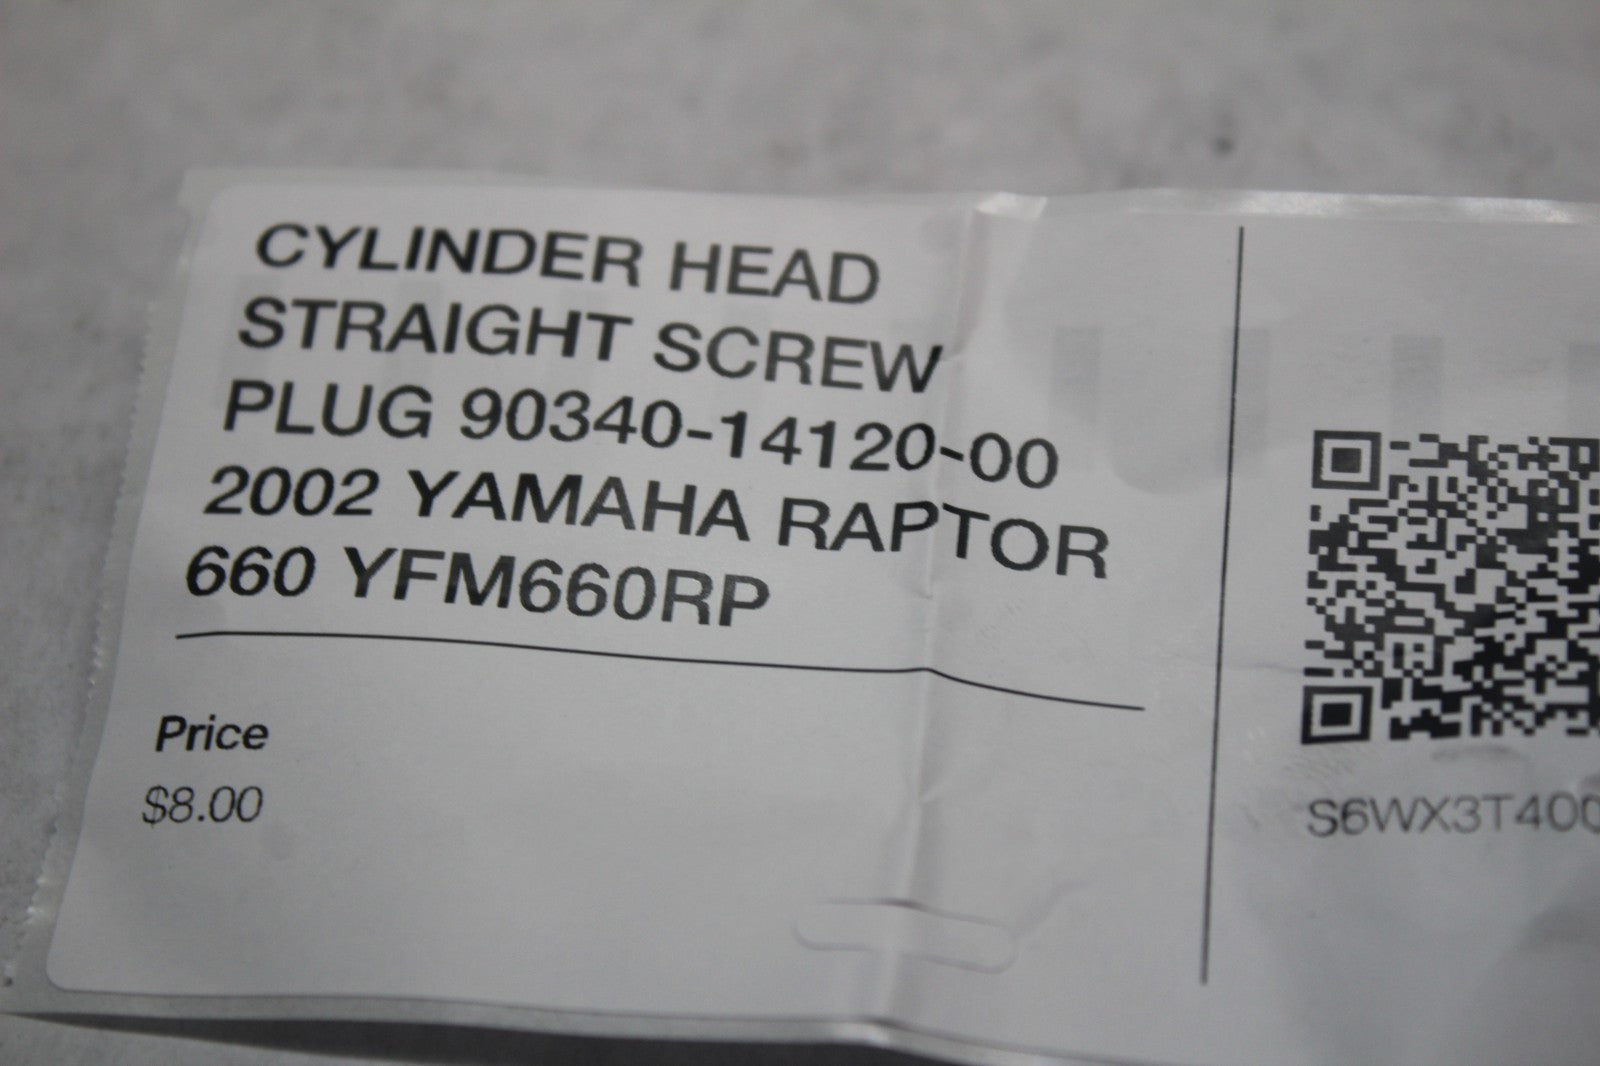 CYLINDER HEAD
STRAIGHT SCREW
PLUG 90340-14120-00
2002 YAMAHA RAPTOR
660 YFM660RP
Price
$8.00
S6WX3T400